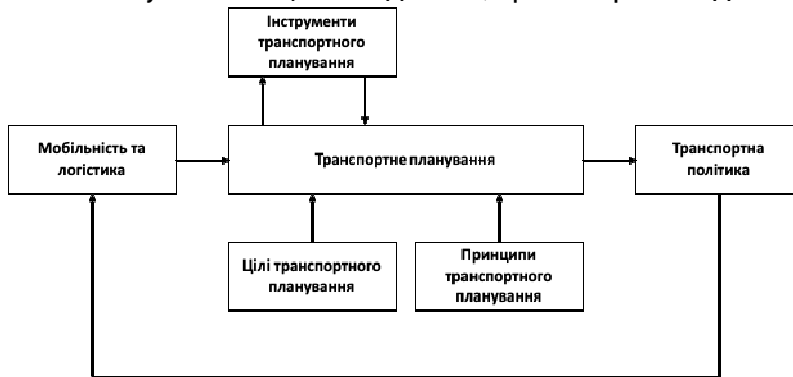 Інструменти
транспортного
планування
Мобільність та
логістика
Транспортне планування
Транспортна
політика
Цілі транспортного
планування
Принципи
транспортного
планування